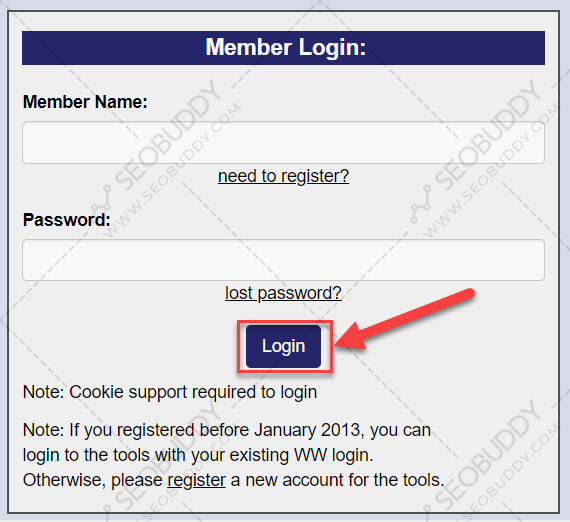 Member Login:
Member Name:
need to register?
Password:
lost password?
Login
Note: Cookie support required to login
Note: If you registered before January 2013, you can
login to the tools with your existing WW login.
Otherwise, please register a new account for the tools.
SEOBUDDY
WWW.SEOBUDDY.COM
SEOBUDDY
WWW.SEOBUDDY.COM
SEOBUDDY
SEOBUDDY